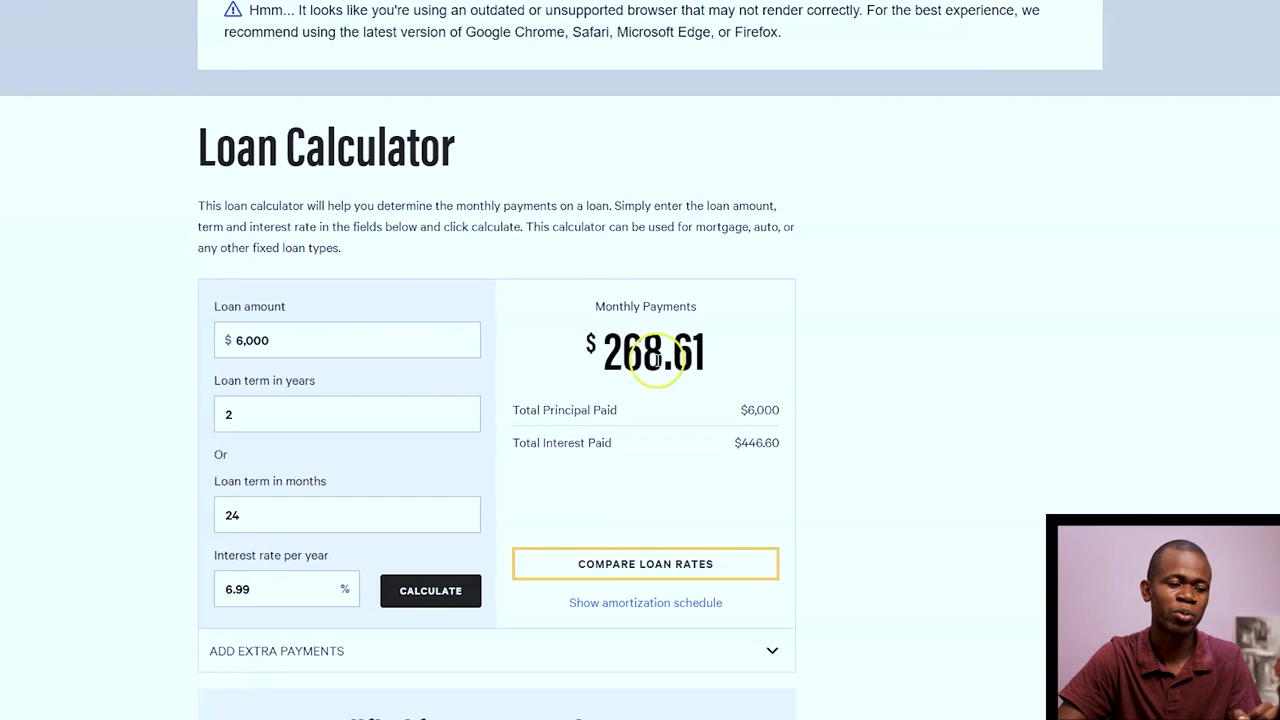 Hmm... It looks like you're using an outdated or unsupported browser that may not render correctly. For the best experience, we
recommend using the latest version of Google Chrome, Safari, Microsoft Edge, or Firefox.
Loan Calculator
This loan calculator will help you determine the monthly payments on a loan. Simply enter the loan amount,
term and interest rate in the fields below and click calculate. This calculator can be used for mortgage, auto, or
any other fixed loan types.
Loan amount
$ 6,000
Loan term in years
2
Or
Loan term in months
24
Interest rate per year
6.99 %
CALCULATE
Monthly Payments
$ 268.61
Total Principal Paid $6,000
Total Interest Paid $446.60
COMPARE LOAN RATES
Show amortization schedule
ADD EXTRA PAYMENTS